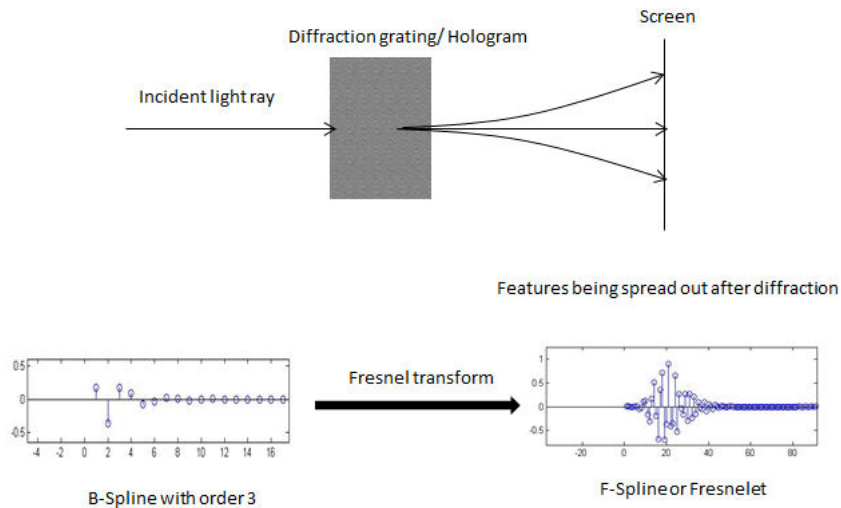 Screen
Diffraction grating/ Hologram
Incident light ray
Features being spread out after diffraction
0.5
0
-0.5
-4 -2 0 2 4 6 8 10 12 14 16
Fresnel transform
1
0.5
0
-0.5
-20 0 20 40 60 80
B-Spline with order 3
F-Spline or Fresnelet